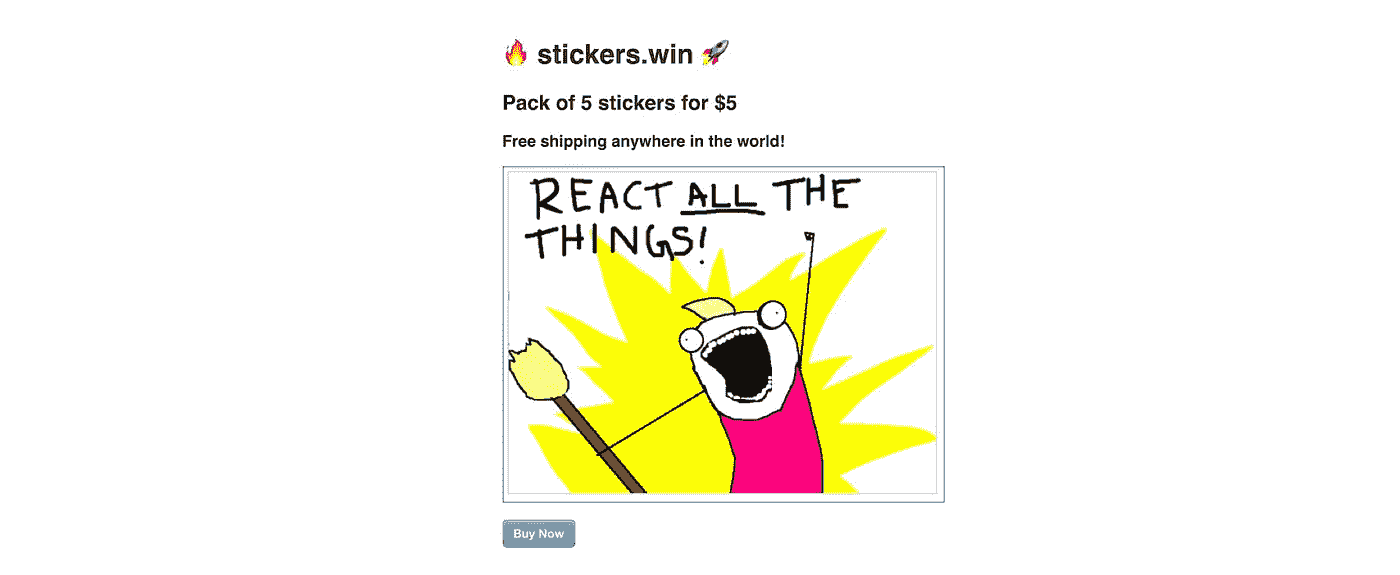 🔥 stickers.win 🚀
Pack of 5 stickers for $5
Free shipping anywhere in the world!
REACT ALL THE
THINGS!
Buy Now